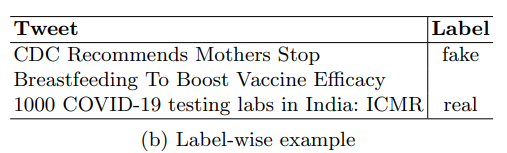 Tweet Label
CDC Recommends Mothers Stop fake
Breastfeeding To Boost Vaccine Efficacy
1000 COVID-19 testing labs in India: ICMR real
(b) Label-wise example